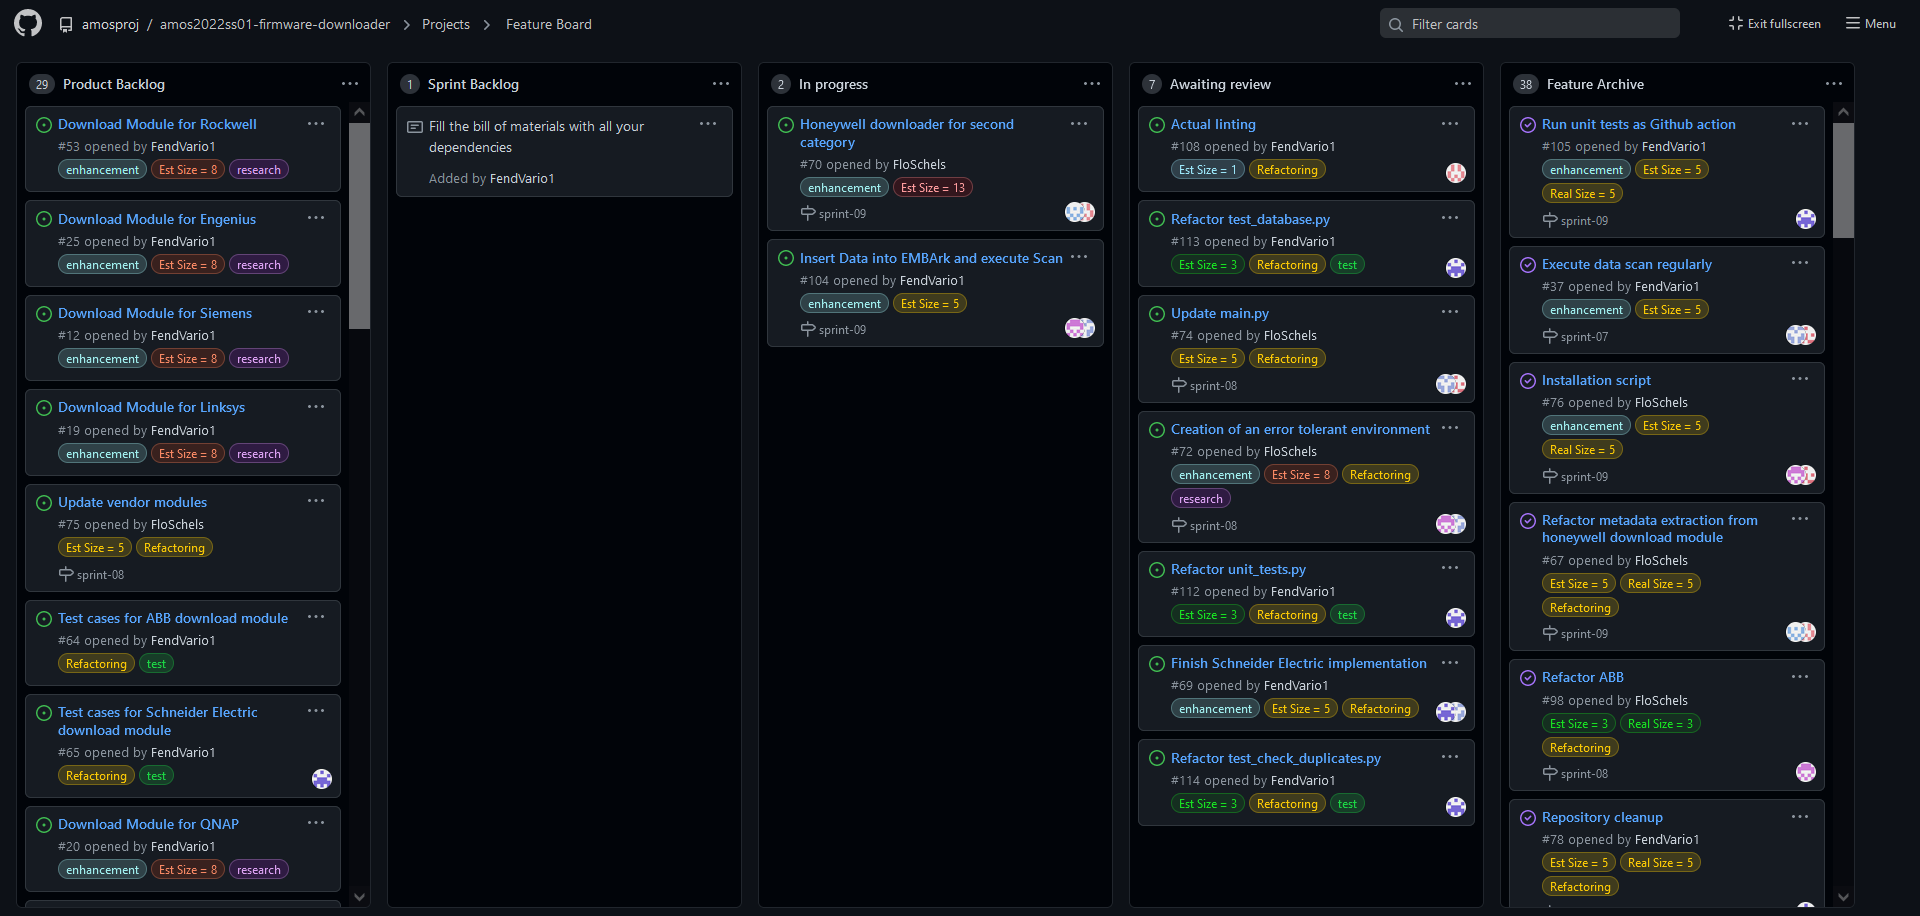 amosproj / amos2022ss01-firmware-downloader > Projects > Feature Board
Filter cards
Exit fullscreen
Menu
29 Product Backlog
Download Module for Rockwell
#53 opened by FendVario1
enhancement Est Size = 8 research
Download Module for Engenius
#25 opened by FendVario1
enhancement Est Size = 8 research
Download Module for Siemens
#12 opened by FendVario1
enhancement Est Size = 8 research
Download Module for Linksys
#19 opened by FendVario1
enhancement Est Size = 8 research
Update vendor modules
#75 opened by FloSchels
Est Size = 5 Refactoring
sprint-08
Test cases for ABB download module
#64 opened by FendVario1
Refactoring test
Test cases for Schneider Electric
download module
#65 opened by FendVario1
Refactoring test
Download Module for QNAP
#20 opened by FendVario1
enhancement Est Size = 8 research
1 Sprint Backlog
Fill the bill of materials with all your
dependencies
Added by FendVario1
2 In progress
Honeywell downloader for second
category
#70 opened by FloSchels
enhancement Est Size = 13
sprint-09
Insert Data into EMBArk and execute Scan
#104 opened by FendVario1
enhancement Est Size = 5
sprint-09
7 Awaiting review
Actual linting
#108 opened by FendVario1
Est Size = 1 Refactoring
Refactor test_database.py
#113 opened by FendVario1
Est Size = 3 Refactoring test
Update main.py
#74 opened by FloSchels
Est Size = 5 Refactoring
sprint-08
Creation of an error tolerant environment
#72 opened by FloSchels
enhancement Est Size = 8 Refactoring
research
sprint-08
Refactor unit_tests.py
#112 opened by FendVario1
Est Size = 3 Refactoring test
Finish Schneider Electric implementation
#69 opened by FendVario1
enhancement Est Size = 5 Refactoring
Refactor test_check_duplicates.py
#114 opened by FendVario1
Est Size = 3 Refactoring test
38 Feature Archive
Run unit tests as Github action
#105 opened by FendVario1
enhancement Est Size = 5
Real Size = 5
sprint-09
Execute data scan regularly
#37 opened by FendVario1
enhancement Est Size = 5
sprint-07
Installation script
#76 opened by FloSchels
enhancement Est Size = 5
Real Size = 5
sprint-09
Refactor metadata extraction from
honeywell download module
#67 opened by FloSchels
Est Size = 5 Real Size = 5
Refactoring
sprint-09
Refactor ABB
#98 opened by FloSchels
Est Size = 3 Real Size = 3
Refactoring
sprint-08
Repository cleanup
#78 opened by FendVario1
Est Size = 5 Real Size = 5
Refactoring